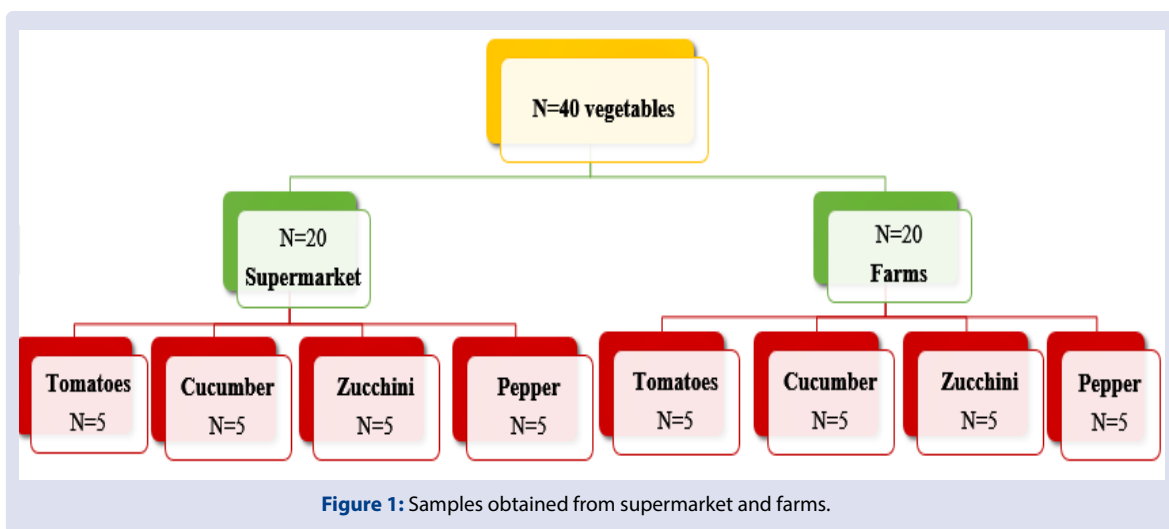 N=40 vegetables
N=20
Supermarket
N=20
Farms
Tomatoes
N=5
Cucumber
N=5
Zucchini
N=5
Pepper
N=5
Tomatoes
N=5
Cucumber
N=5
Zucchini
N=5
Pepper
N=5
Figure 1: Samples obtained from supermarket and farms.